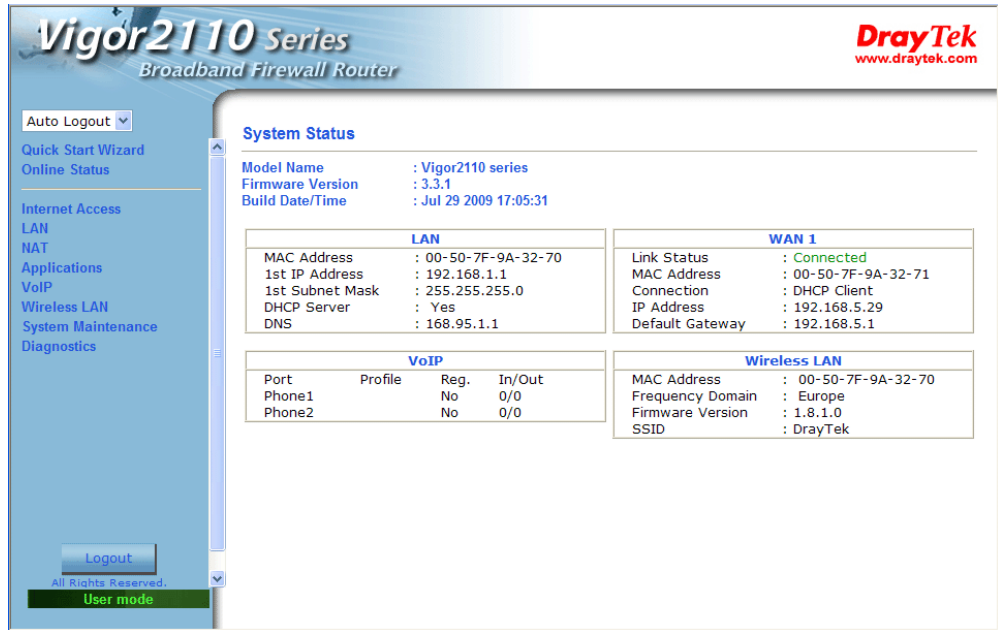 Vigor2110 Series
Broadband Firewall Router
DrayTek
www.draytek.com
Auto Logout
Quick Start Wizard
Online Status
Internet Access
LAN
NAT
Applications
VoIP
Wireless LAN
System Maintenance
Diagnostics
Logout
All Rights Reserved.
User mode
System Status
Model Name : Vigor2110 series
Firmware Version : 3.3.1
Build Date/Time : Jul 29 2009 17:05:31
LAN
MAC Address : 00-50-7F-9A-32-70
1st IP Address : 192.168.1.1
1st Subnet Mask : 255.255.255.0
DHCP Server : Yes
DNS : 168.95.1.1
WAN 1
Link Status : Connected
MAC Address : 00-50-7F-9A-32-71
Connection : DHCP Client
IP Address : 192.168.5.29
Default Gateway : 192.168.5.1
VoIP
Port Profile Reg. In/Out
Phone1 No 0/0
Phone2 No 0/0
Wireless LAN
MAC Address : 00-50-7F-9A-32-70
Frequency Domain : Europe
Firmware Version : 1.8.1.0
SSID : DrayTek